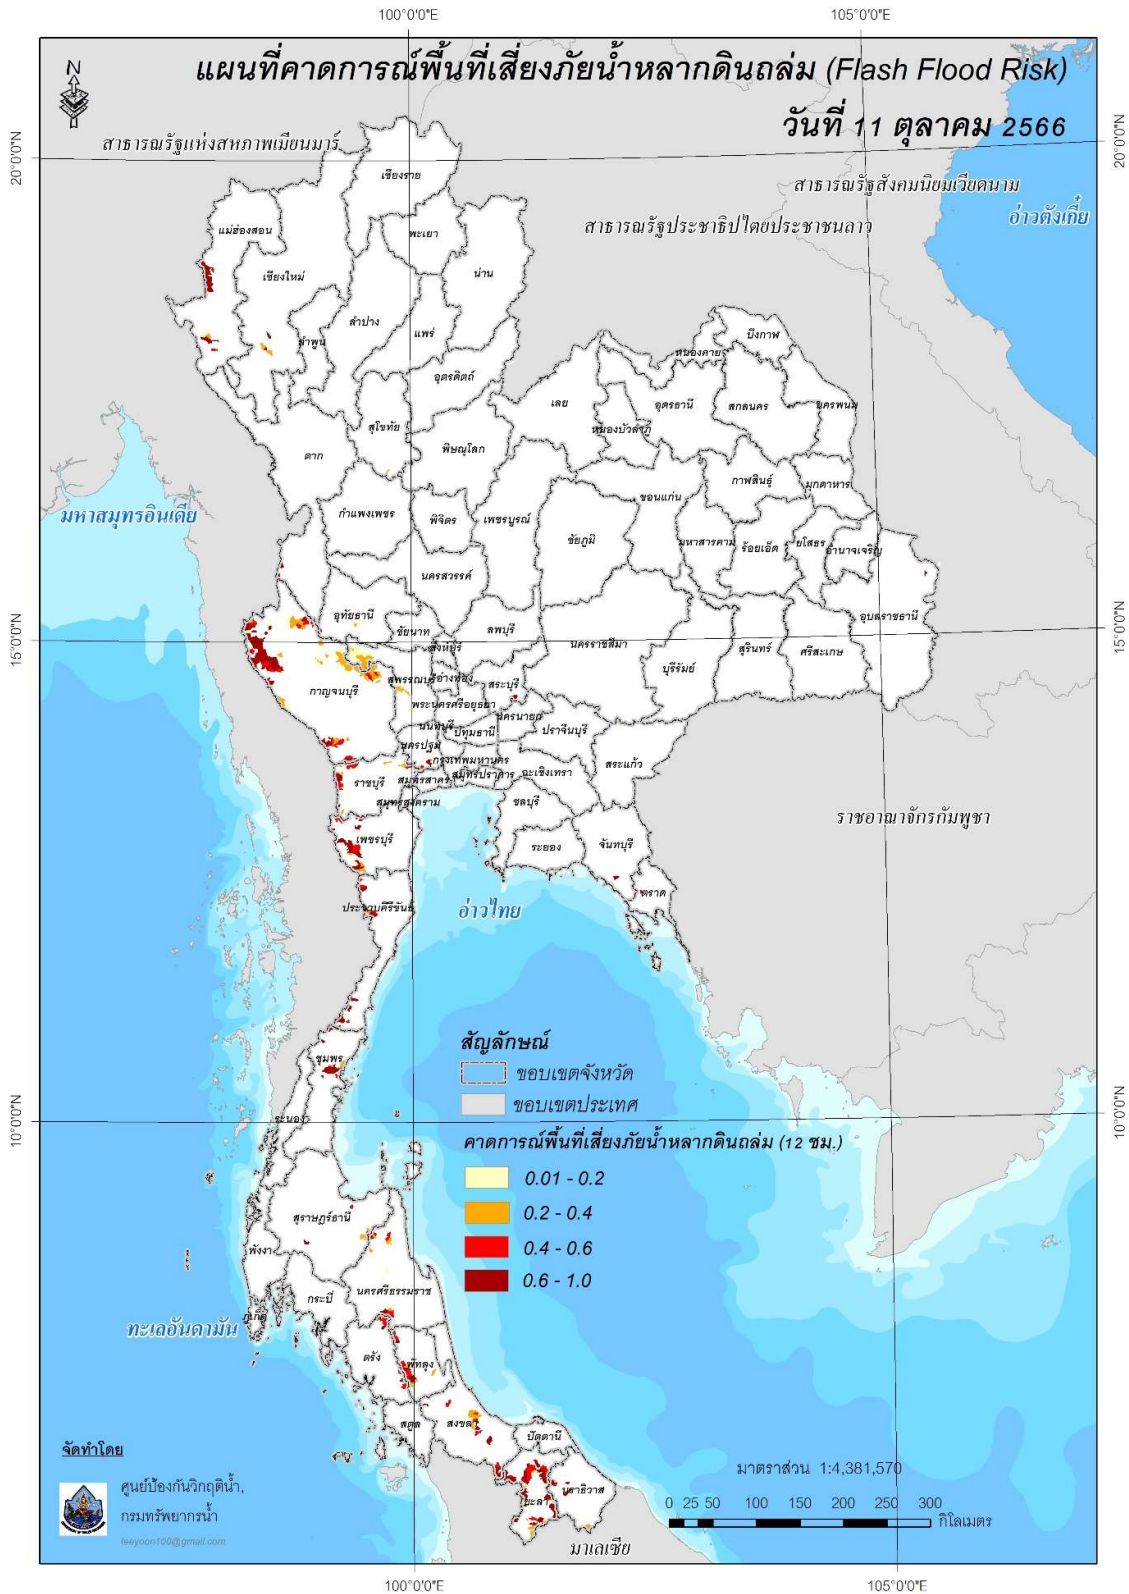 100°0'0"E
105°0'0"E
แผนที่คาดการณ์พื้นที่เสี่ยงภัยน้ำหลากดินถล่ม (Flash Flood Risk)
วันที่ 11 ตุลาคม 2566
N
20°0'0"N
20°0'0"N
สาธารณรัฐแห่งสหภาพเมียนมาร์
สาธารณรัฐสังคมนิยมเวียดนาม
สาธารณรัฐประชาธิปไตยประชาชนลาว
อ่าวตังเกี๋ย
เชียงราย
แม่ฮ่องสอน
พะเยา
เชียงใหม่
น่าน
ลำปาง
ลำพูน
แพร่
บึงกาฬ
หนองคาย
อุตรดิตถ์
เลย
อุดรธานี
สกลนคร
นครพนม
สุโขทัย
หนองบัวลำภู
ตาก
พิษณุโลก
กาฬสินธุ์
มุกดาหาร
ขอนแก่น
มหาสมุทรอินเดีย
กำแพงเพชร
พิจิตร
เพชรบูรณ์
ชัยภูมิ
มหาสารคาม
ร้อยเอ็ด
ยโสธร
อำนาจเจริญ
นครสวรรค์
อุทัยธานี
ชัยนาท
ลพบุรี
นครราชสีมา
อุบลราชธานี
15°0'0"N
15°0'0"N
สิงห์บุรี
สุรินทร์
ศรีสะเกษ
บุรีรัมย์
กาญจนบุรี
สุพรรณบุรี
อ่างทอง
สระบุรี
พระนครศรีอยุธยา
นครนายก
นนทบุรี
ปทุมธานี
ปราจีนบุรี
นครปฐม
กรุงเทพมหานคร
สระแก้ว
ราชบุรี
สมุทรสาคร
สมุทรปราการ
ฉะเชิงเทรา
สมุทรสงคราม
ชลบุรี
ราชอาณาจักรกัมพูชา
เพชรบุรี
ระยอง
จันทบุรี
ตราด
ประจวบคีรีขันธ์
อ่าวไทย
สัญลักษณ์
ขอบเขตจังหวัด
ขอบเขตประเทศ
ชุมพร
ระนอง
10°0'0"N
10°0'0"N
คาดการณ์พื้นที่เสี่ยงภัยน้ำหลากดินถล่ม (12 ชม.)
0.01 - 0.2
0.2 - 0.4
0.4 - 0.6
0.6 - 1.0
สุราษฎร์ธานี
พังงา
กระบี่
นครศรีธรรมราช
ภูเก็ต
ทะเลอันดามัน
ตรัง
พัทลุง
สตูล
สงขลา
ปัตตานี
ยะลา
นราธิวาส
มาเลเซีย
จัดทำโดย
ศูนย์ป้องกันวิกฤติน้ำ,
กรมทรัพยากรน้ำ
teeyoon100@gmail.com
มาตราส่วน 1:4,381,570
0 25 50 100 150 200 250 300
กิโลเมตร
100°0'0"E
105°0'0"E